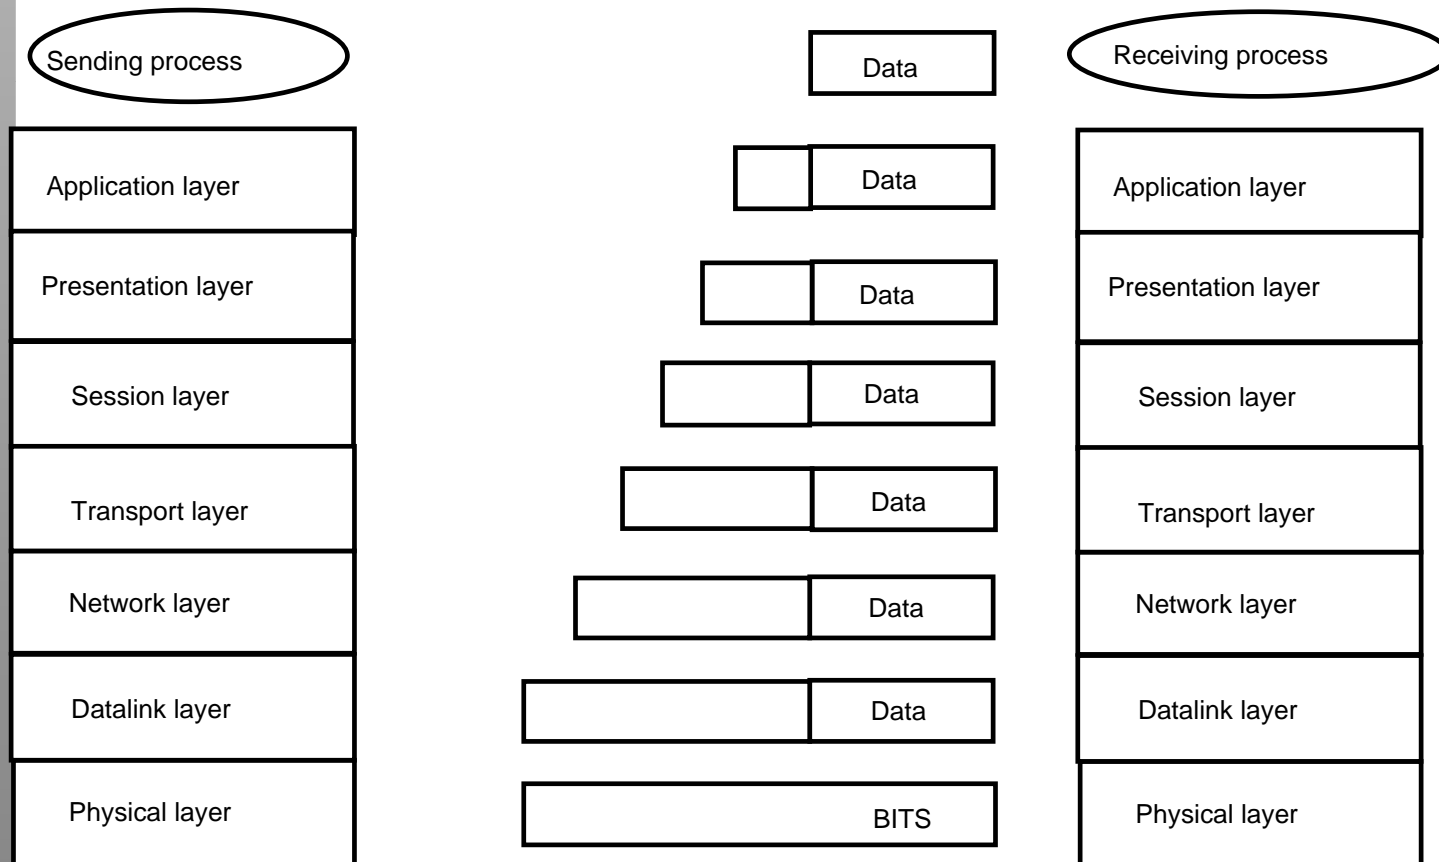 Sending process
Data
Receiving process
Application layer
Data
Application layer
Presentation layer
Data
Presentation layer
Session layer
Data
Session layer
Transport layer
Data
Transport layer
Network layer
Data
Network layer
Datalink layer
Data
Datalink layer
Physical layer
BITS
Physical layer